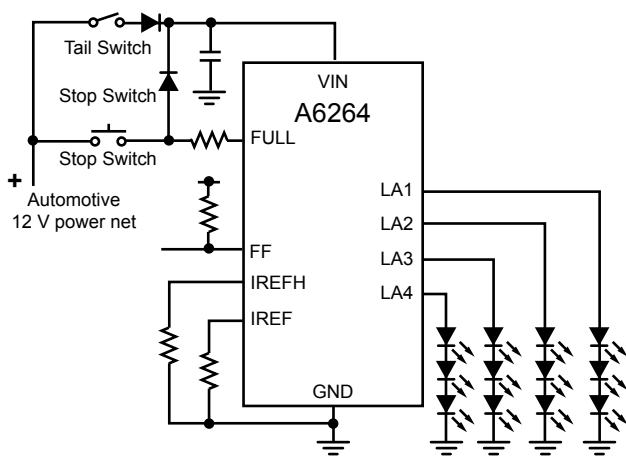 Tail Switch
Stop Switch
Stop Switch
+
Automotive
12 V power net
VIN
A6264
FULL
FF
IREFH
IREF
GND
LA1
LA2
LA3
LA4